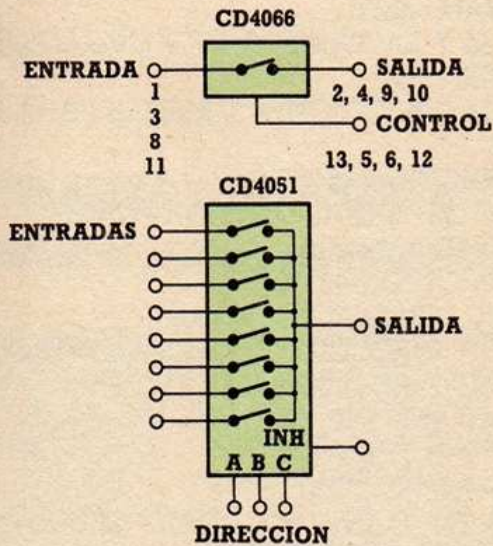 CD4066
ENTRADA
SALIDA
1
3
8
11
2, 4, 9, 10
CONTROL
13, 5, 6, 12
CD4051
ENTRADAS
SALIDA
INH
A B C
DIRECCION